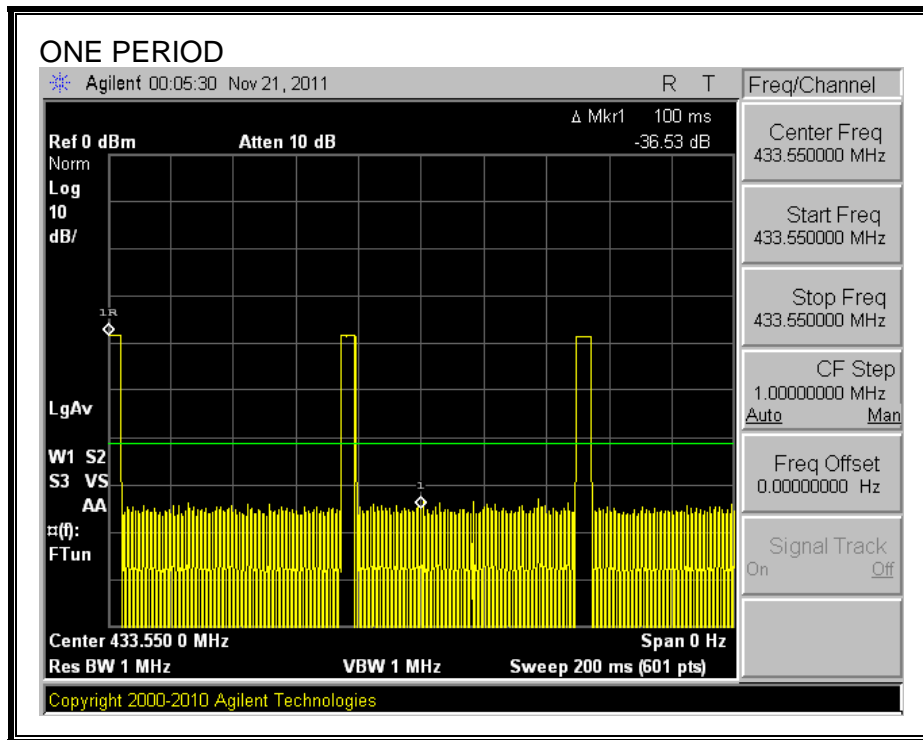 ONE PERIOD
Agilent 00:05:30 Nov 21, 2011 R T
Δ Mkr1 100 ms
Ref 0 dBm Atten 10 dB -36.53 dB
Norm
Log
10
dB/
1R
LgAv
1
W1 S2
S3 VS
AA
¤(f):
FTun
Center 433.550 0 MHz Span 0 Hz
Res BW 1 MHz VBW 1 MHz Sweep 200 ms (601 pts)
Copyright 2000-2010 Agilent Technologies
Freq/Channel
Center Freq
433.550000 MHz
Start Freq
433.550000 MHz
Stop Freq
433.550000 MHz
CF Step
1.00000000 MHz
Auto Man
Freq Offset
0.00000000 Hz
Signal Track
On Off